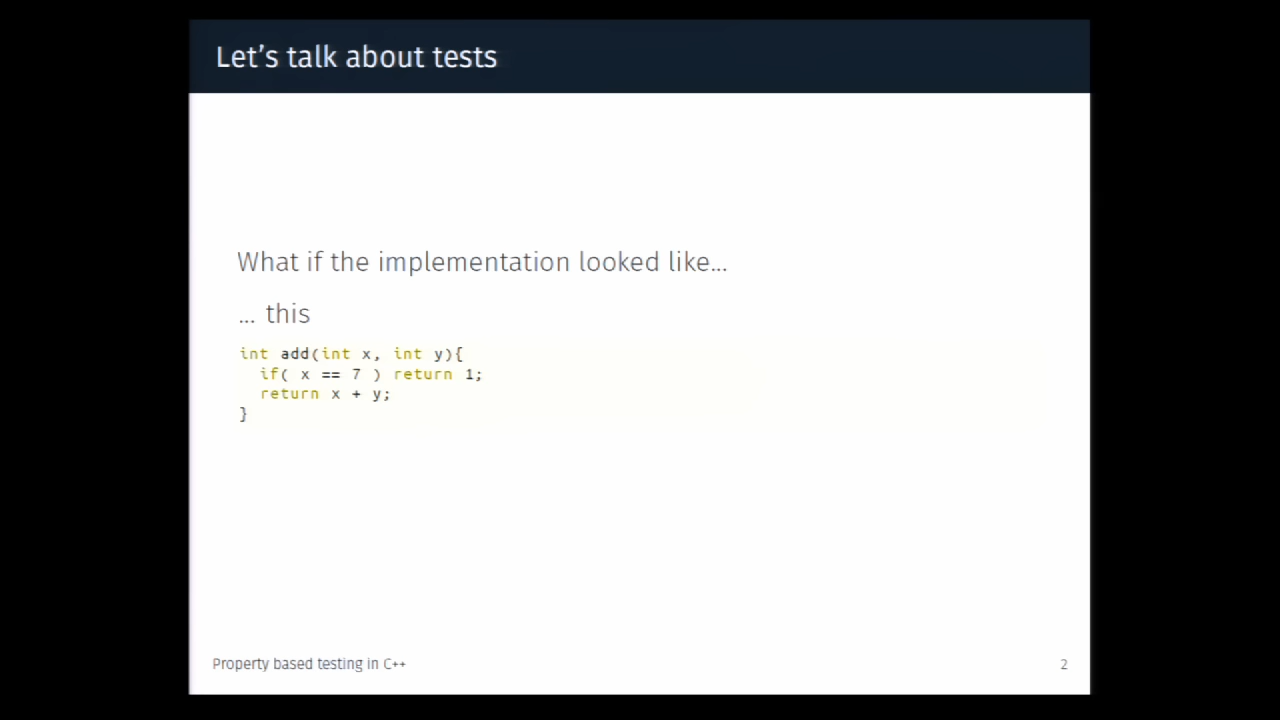 Let's talk about tests
What if the implementation looked like...
... this
int add(int x, int y){
  if( x == 7 ) return 1;
  return x + y;
}
Property based testing in C++
2